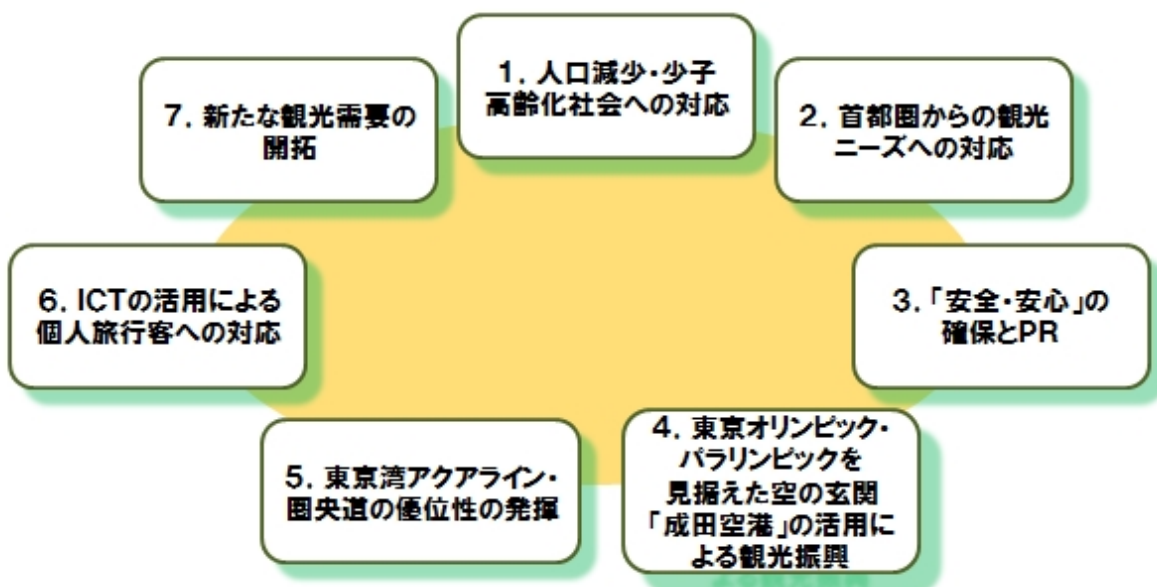 1. 人口減少・少子
高齢化社会への対応
2. 首都圏からの観光
ニーズへの対応
3.「安全・安心」の
確保とPR
4. 東京オリンピック・
パラリンピックを
見据えた空の玄関
「成田空港」の活用に
よる観光振興
5. 東京湾アクアライン・
圏央道の優位性の発揮
6. ICTの活用による
個人旅行客への対応
7. 新たな観光需要の
開拓